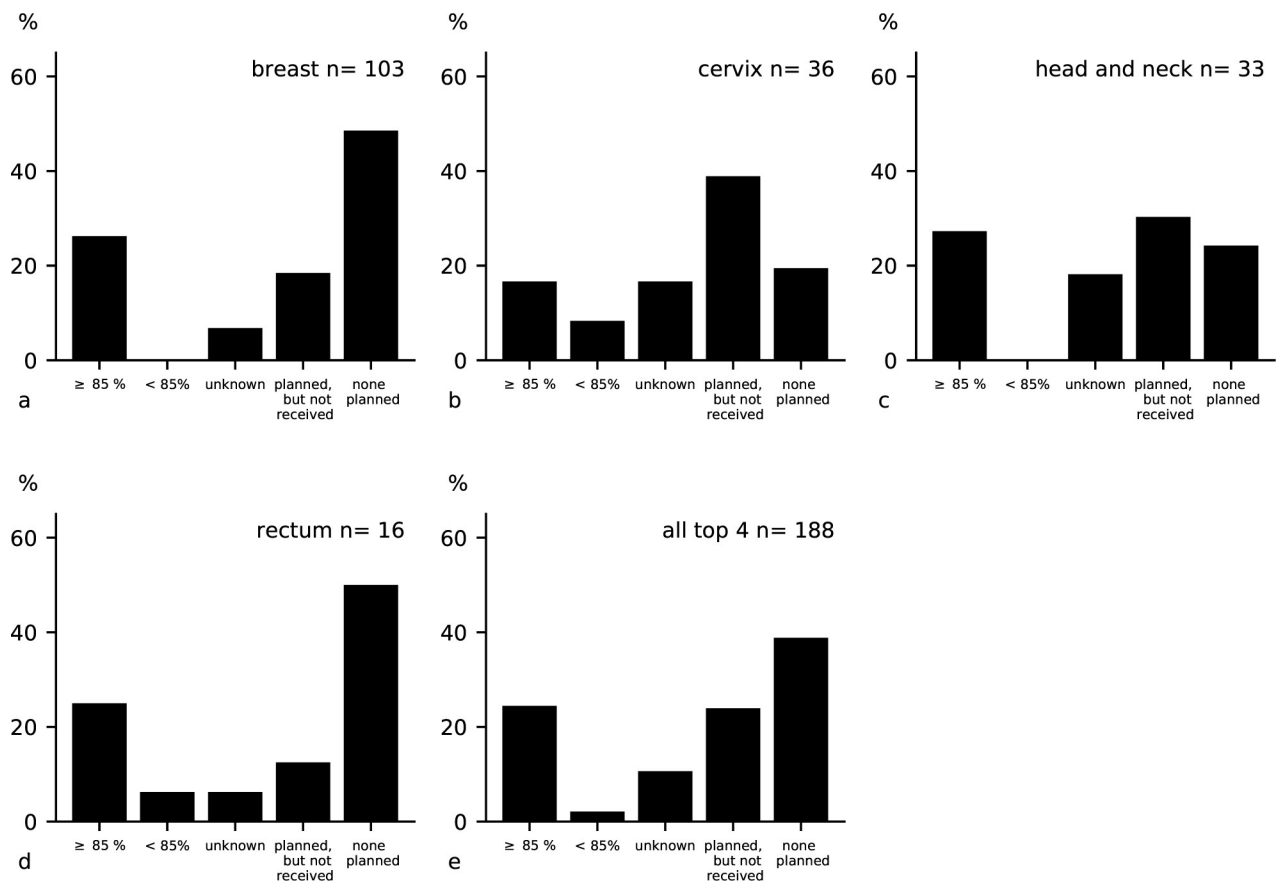 %
breast n= 103
60
40
20
0
≥ 85 %
< 85%
unknown
planned,
but not
received
none
planned
a
%
cervix n= 36
60
40
20
0
≥ 85 %
< 85%
unknown
planned,
but not
received
none
planned
b
%
head and neck n= 33
60
40
20
0
≥ 85 %
< 85%
unknown
planned,
but not
received
none
planned
c
%
rectum n= 16
60
40
20
0
≥ 85 %
< 85%
unknown
planned,
but not
received
none
planned
d
%
all top 4 n= 188
60
40
20
0
≥ 85 %
< 85%
unknown
planned,
but not
received
none
planned
e